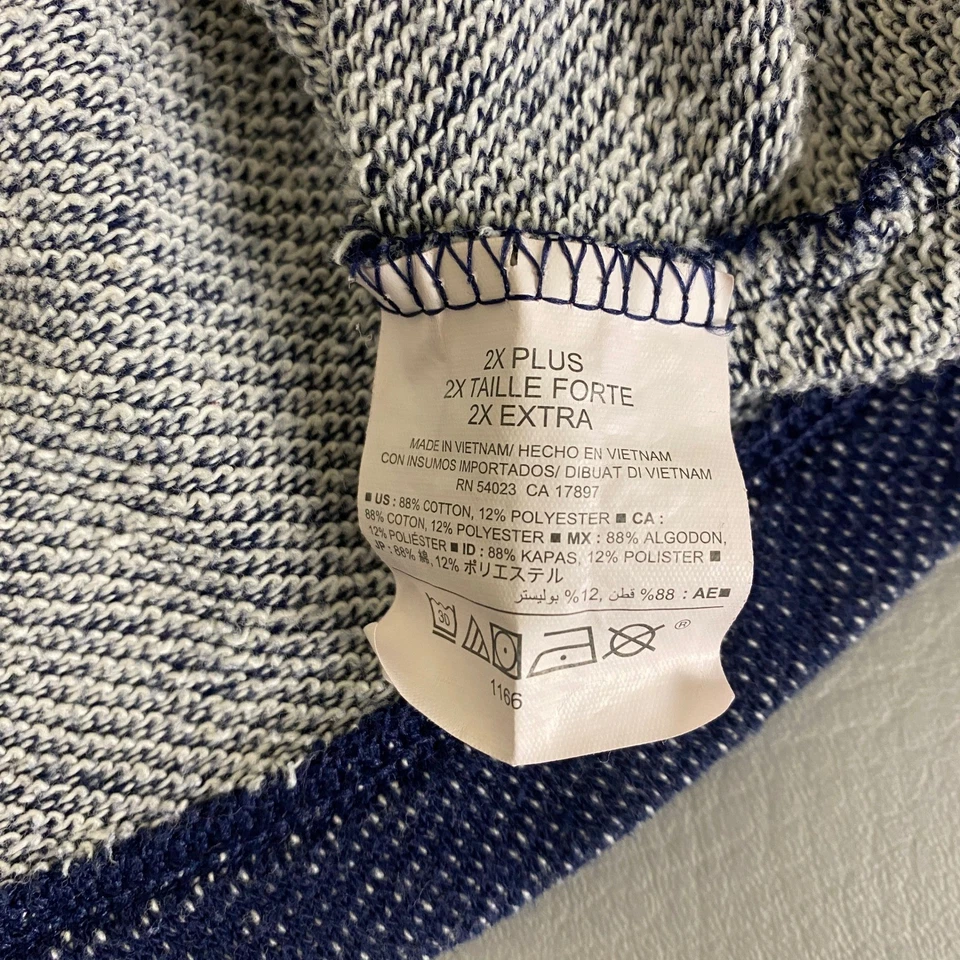 2X PLUS
2X TAILLE FORTE
2X EXTRA
MADE IN VIETNAM/ HECHO EN VIETNAM
CON INSUMOS IMPORTADOS/ DIBUAT DI VIETNAM
RN 54023 CA 17897
■ US : 88% COTTON, 12% POLYESTER ■ CA :
88% COTON, 12% POLYESTER ■ MX : 88% ALGODON,
12% POLIÉSTER ■ ID : 88% KAPAS, 12% POLISTER ■
JP : 88% 綿, 12% ポリエステル
■AE : 88% قطن ,12% بوليستر
30
®
1166